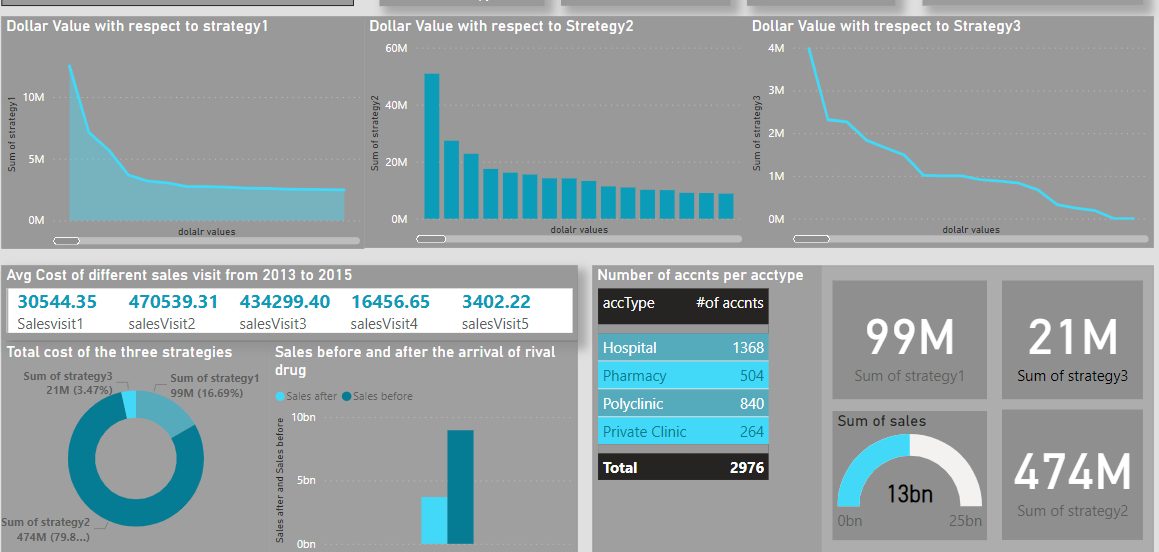 Dollar Value with respect to strategy1
Sum of strategy1
10M
5M
0M
dolalr values
Dollar Value with respect to Stretegy2
Sum of strategy2
60M
40M
20M
0M
dolalr values
Dollar Value with trespect to Strategy3
Sum of strategy3
4M
3M
2M
1M
0M
dolalr values
Avg Cost of different sales visit from 2013 to 2015
30544.35 470539.31 434299.40 16456.65 3402.22
Salesvisit1 salesVisit2 salesVisit3 salesVisit4 salesVisit5
Total cost of the three strategies
Sum of strategy3
21M (3.47%)
Sum of strategy1
99M (16.69%)
Sum of strategy2
474M (79.8...)
Sales before and after the arrival of rival
drug
Sales after Sales before
Sales after and Sales before
10bn
5bn
0bn
Number of accnts per acctype
accType #of accnts
Hospital 1368
Pharmacy 504
Polyclinic 840
Private Clinic 264
Total 2976
99M
Sum of strategy1
21M
Sum of strategy3
Sum of sales
13bn
0bn 25bn
474M
Sum of strategy2